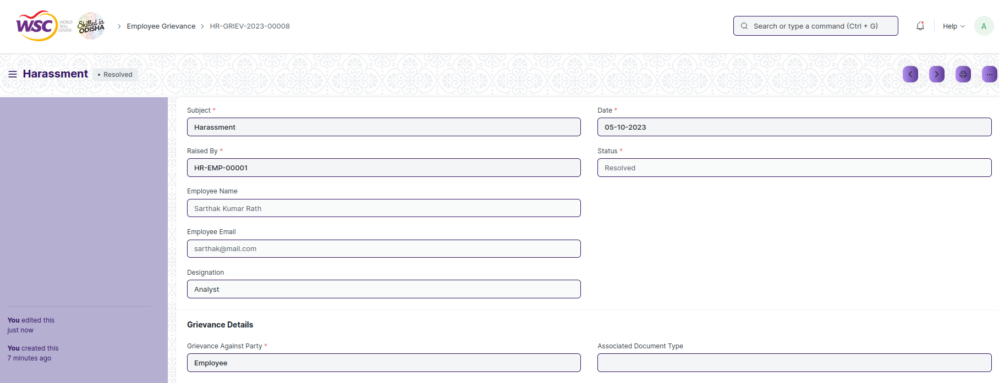 WSC WORLD SKILL CENTER
Skilled in ODISHA
Employee Grievance
HR-GRIEV-2023-00008
Search or type a command (Ctrl + G)
Help
A
Harassment
Resolved
Subject *
Harassment
Date *
05-10-2023
Raised By *
HR-EMP-00001
Status *
Resolved
Employee Name
Sarthak Kumar Rath
Employee Email
sarthak@mail.com
Designation
Analyst
You edited this
just now
You created this
7 minutes ago
Grievance Details
Grievance Against Party *
Employee
Associated Document Type